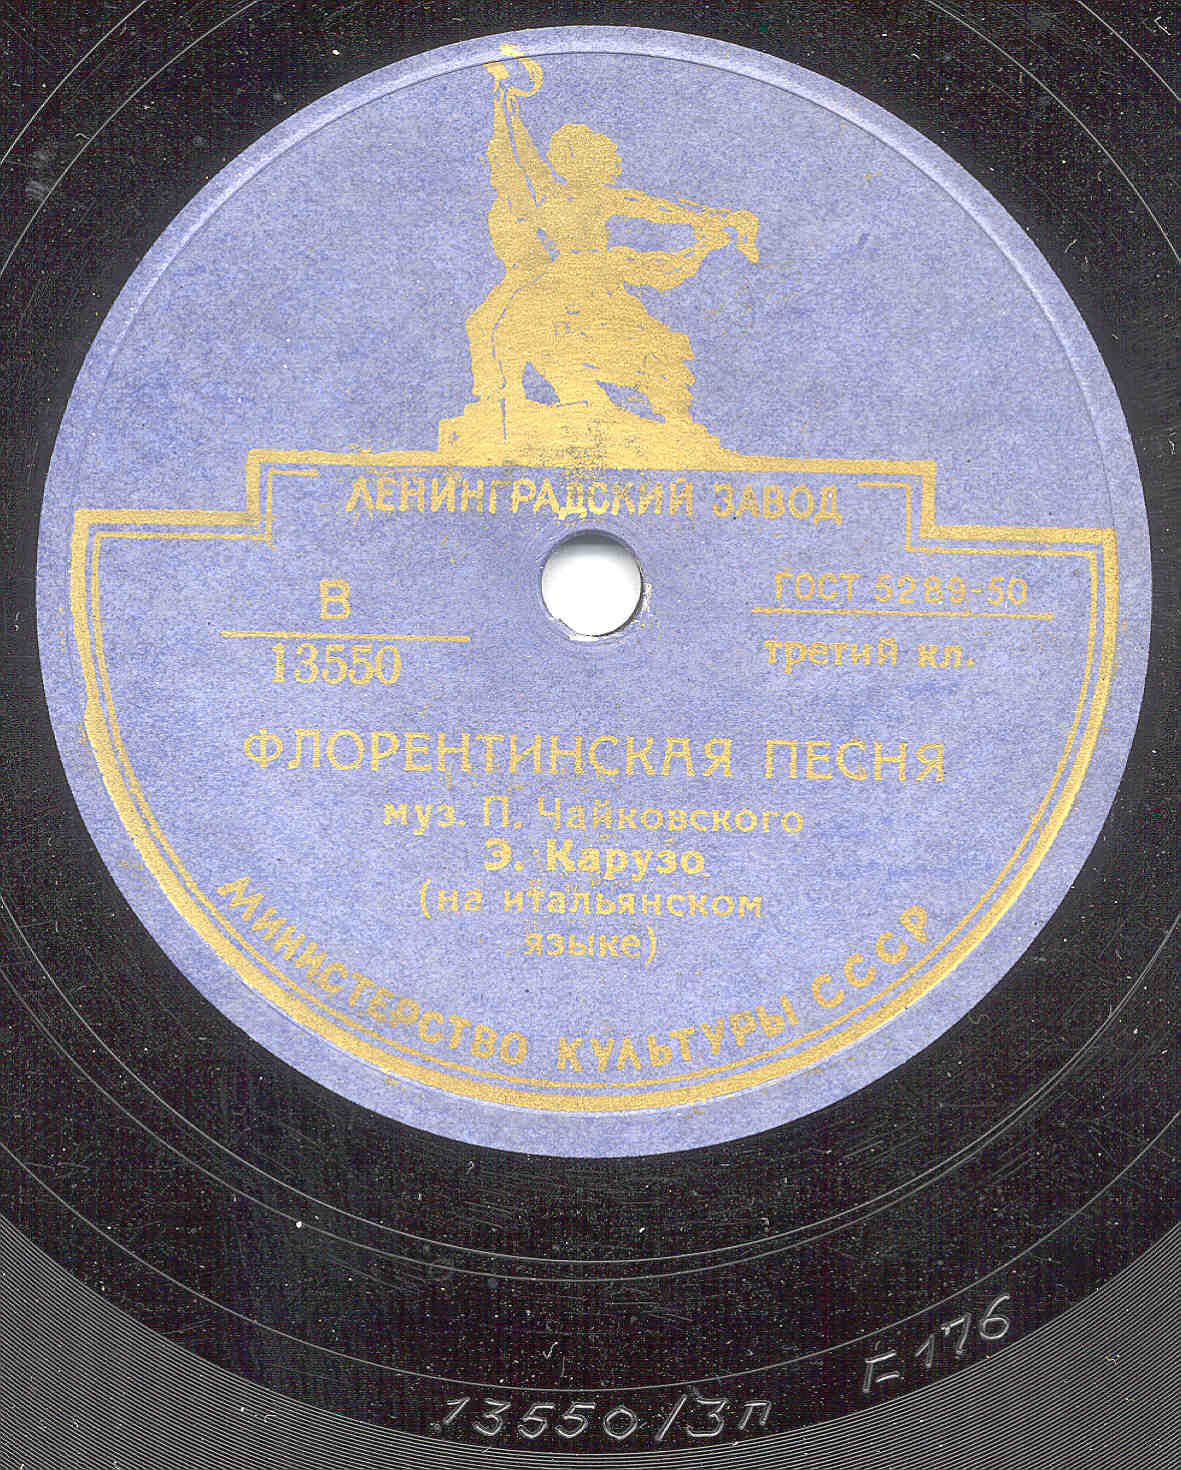 ЛЕНИНГРАДСКИЙ ЗАВОД
В
13550
ГОСТ 5289-50
третий кл.
ФЛОРЕНТИНСКАЯ ПЕСНЯ
муз. П. Чайковского
Э. Карузо
(на итальянском
языке)
МИНИСТЕРСТВО КУЛЬТУРЫ СССР
13550/3п
F 176